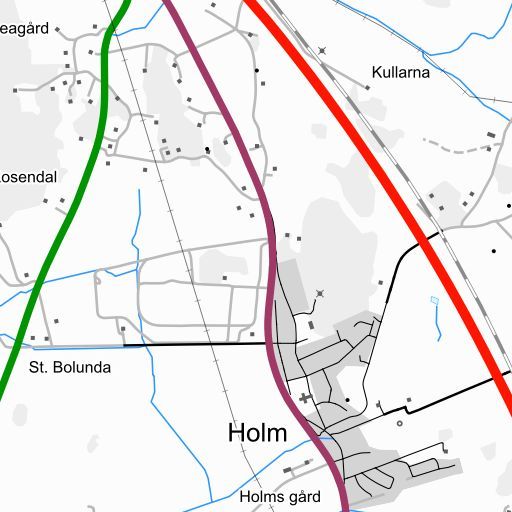 eagård
Kullarna
osendal
St. Bolunda
Holm
Holms gård